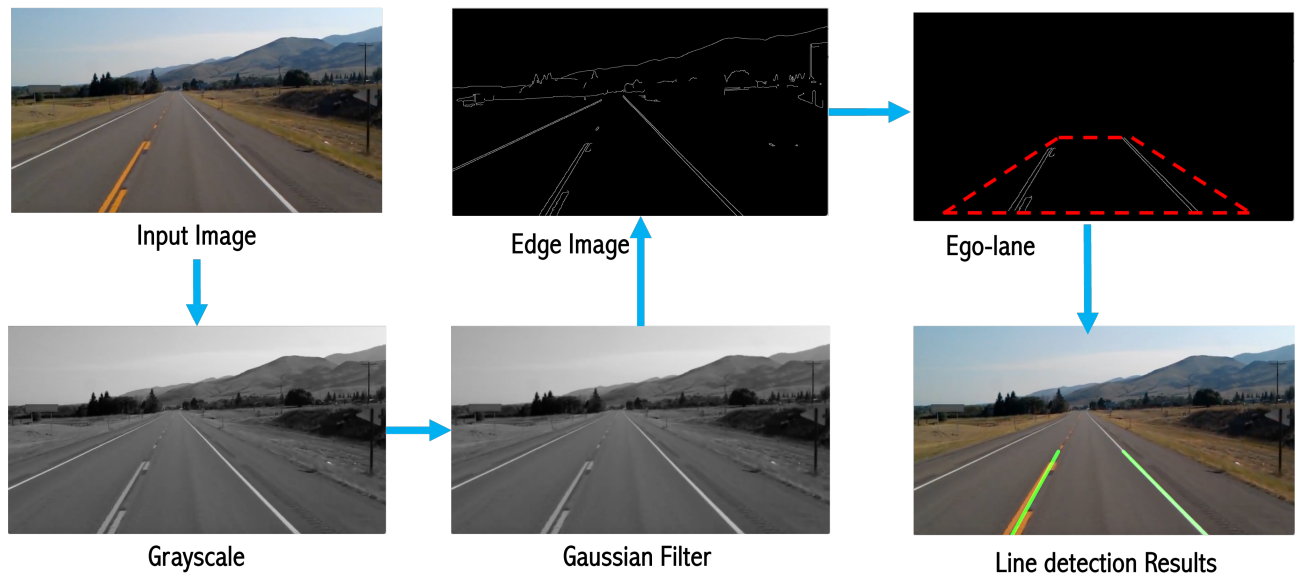 Input Image
Edge Image
Ego-lane
Grayscale
Gaussian Filter
Line detection Results